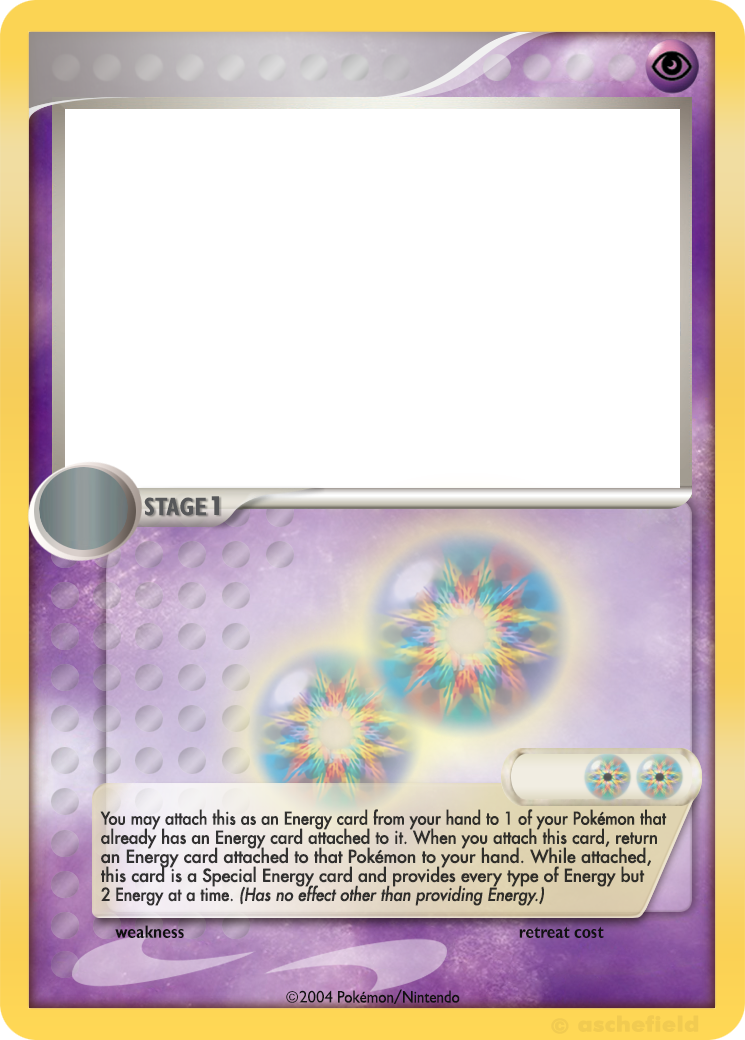 STAGE 1
You may attach this as an Energy card from your hand to 1 of your Pokémon that
already has an Energy card attached to it. When you attach this card, return
an Energy card attached to that Pokémon to your hand. While attached,
this card is a Special Energy card and provides every type of Energy but
2 Energy at a time. (Has no effect other than providing Energy.)
weakness retreat cost
©2004 Pokémon/Nintendo
© aschefield